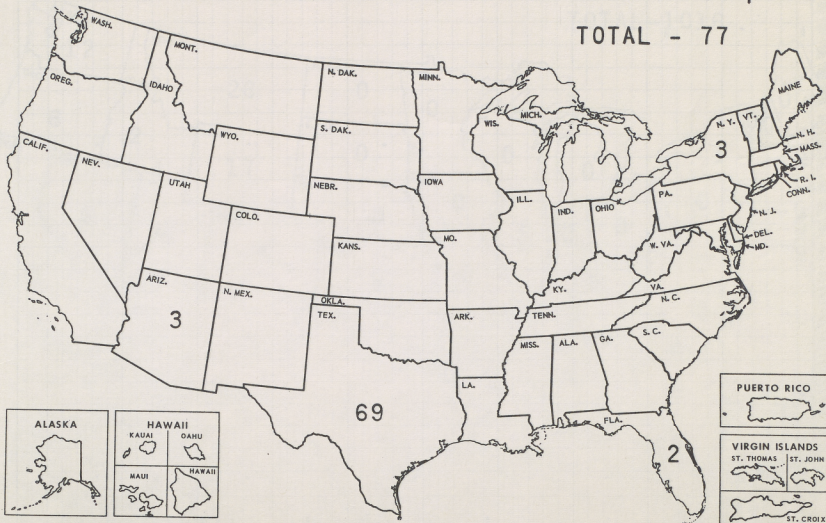 TOTAL - 77
WASH.
MONT.
N. DAK.
MINN.
OREG.
IDAHO
MICH.
WIS.
MAINE
N. Y.
VT.
3
N. H.
MASS.
R. I.
CONN.
S. DAK.
WYO.
CALIF.
NEV.
UTAH
NEBR.
IOWA
ILL.
IND.
OHIO
PA.
N. J.
DEL.
MD.
COLO.
KANS.
MO.
W. VA.
KY.
VA.
ARIZ.
3
N. MEX.
OKLA.
TEX.
69
ARK.
TENN.
N. C.
S. C.
MISS.
ALA.
GA.
LA.
FLA.
2
ALASKA
HAWAII
KAUAI
OAHU
MAUI
HAWAII
PUERTO RICO
VIRGIN ISLANDS
ST. THOMAS
ST. JOHN
ST. CROIX